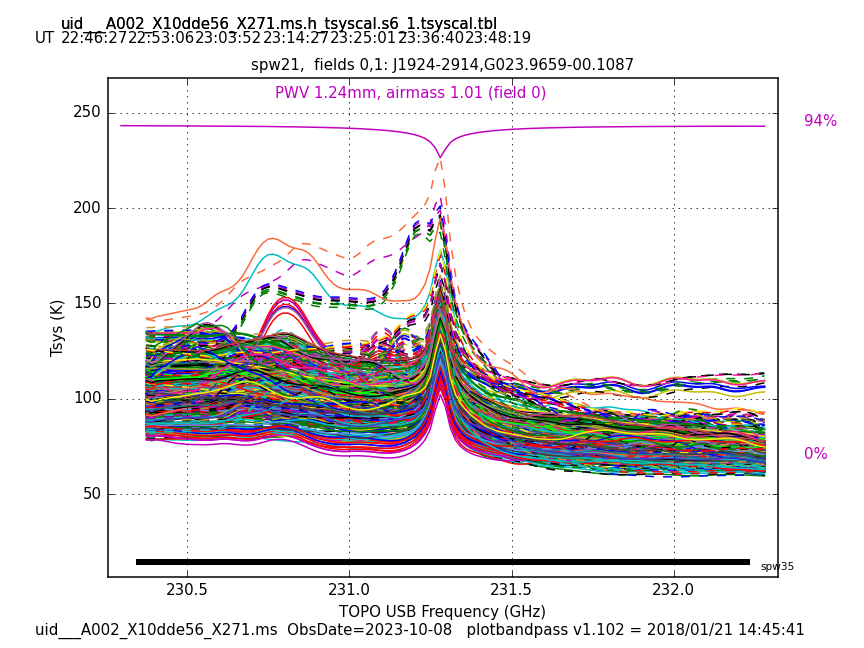 uid___A002_X10dde56_X271.ms.h_tsyscal.s6_1.tsyscal.tbl
UT 22:46:27 22:53:06 23:03:52 23:14:27 23:25:01 23:36:40 23:48:19
spw21, fields 0,1: J1924-2914,G023.9659-00.1087
PWV 1.24mm, airmass 1.01 (field 0)
250
94%
200
150
Tsys (K)
100
0%
50
spw35
230.5 231.0 231.5 232.0
TOPO USB Frequency (GHz)
uid___A002_X10dde56_X271.ms ObsDate=2023-10-08 plotbandpass v1.102 = 2018/01/21 14:45:41